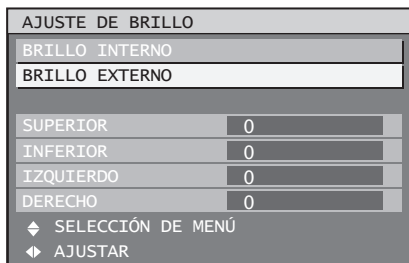 AJUSTE DE BRILLO
BRILLO INTERNO
BRILLO EXTERNO
SUPERIOR 0
INFERIOR 0
IZQUIERDO 0
DERECHO 0
SELECCIÓN DE MENÚ
AJUSTAR